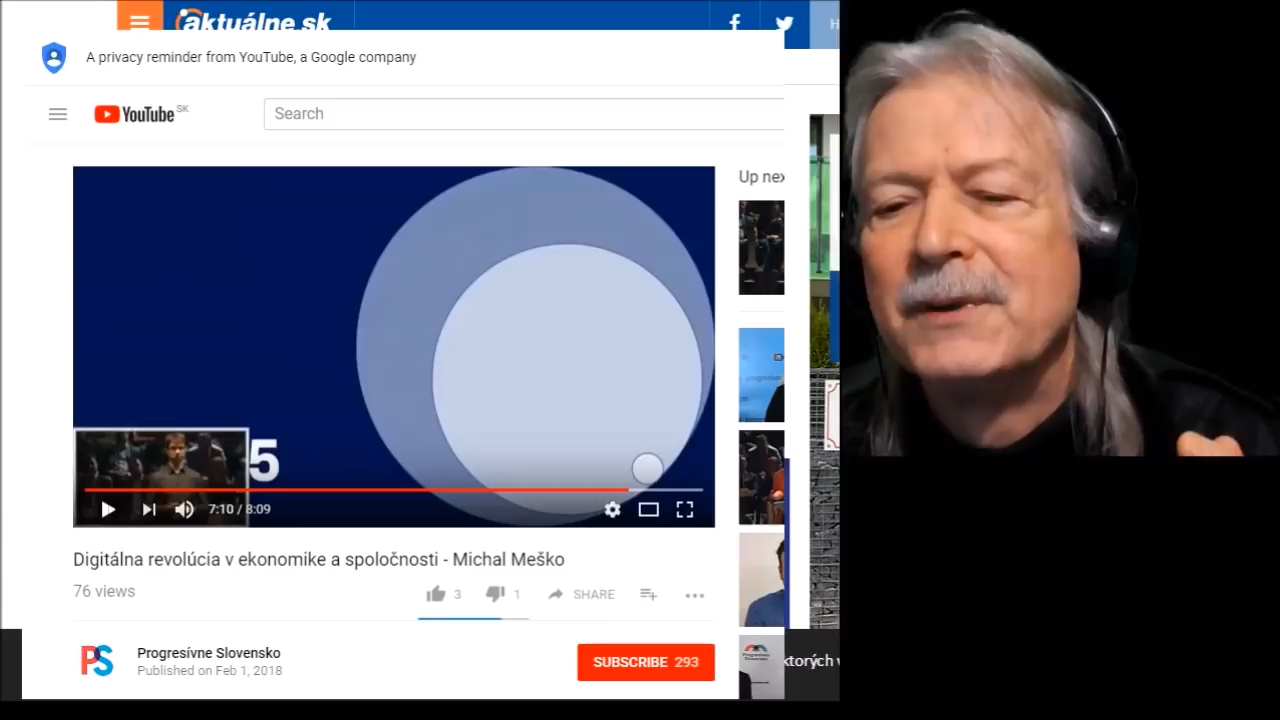 aktuálne.sk
A privacy reminder from YouTube, a Google company
YouTube SK
Search
Up nex
5
7:10 / 8:09
Digitálna revolúcia v ekonomike a spoločnosti - Michal Meško
76 views
3
1
SHARE
PS
Progresívne Slovensko
Published on Feb 1, 2018
SUBSCRIBE 293
ktorých v